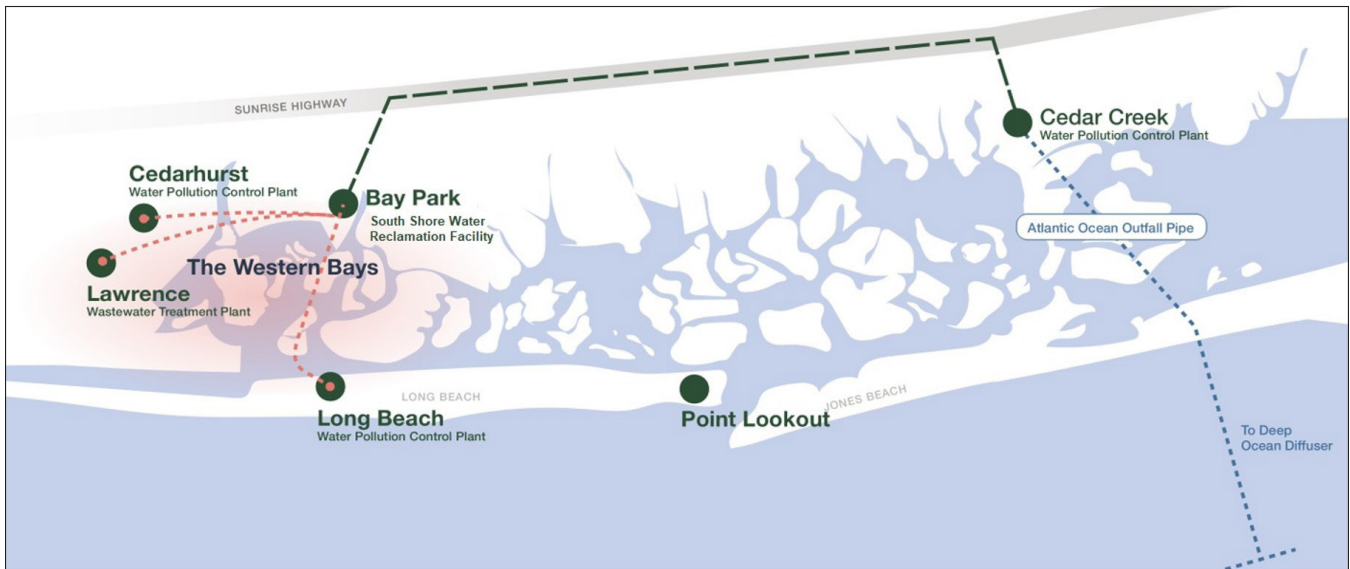 SUNRISE HIGHWAY
Cedar Creek
Water Pollution Control Plant
Cedarhurst
Water Pollution Control Plant
Bay Park
South Shore Water
Reclamation Facility
Atlantic Ocean Outfall Pipe
The Western Bays
Lawrence
Wastewater Treatment Plant
LONG BEACH
JONES BEACH
Long Beach
Water Pollution Control Plant
Point Lookout
To Deep
Ocean Diffuser